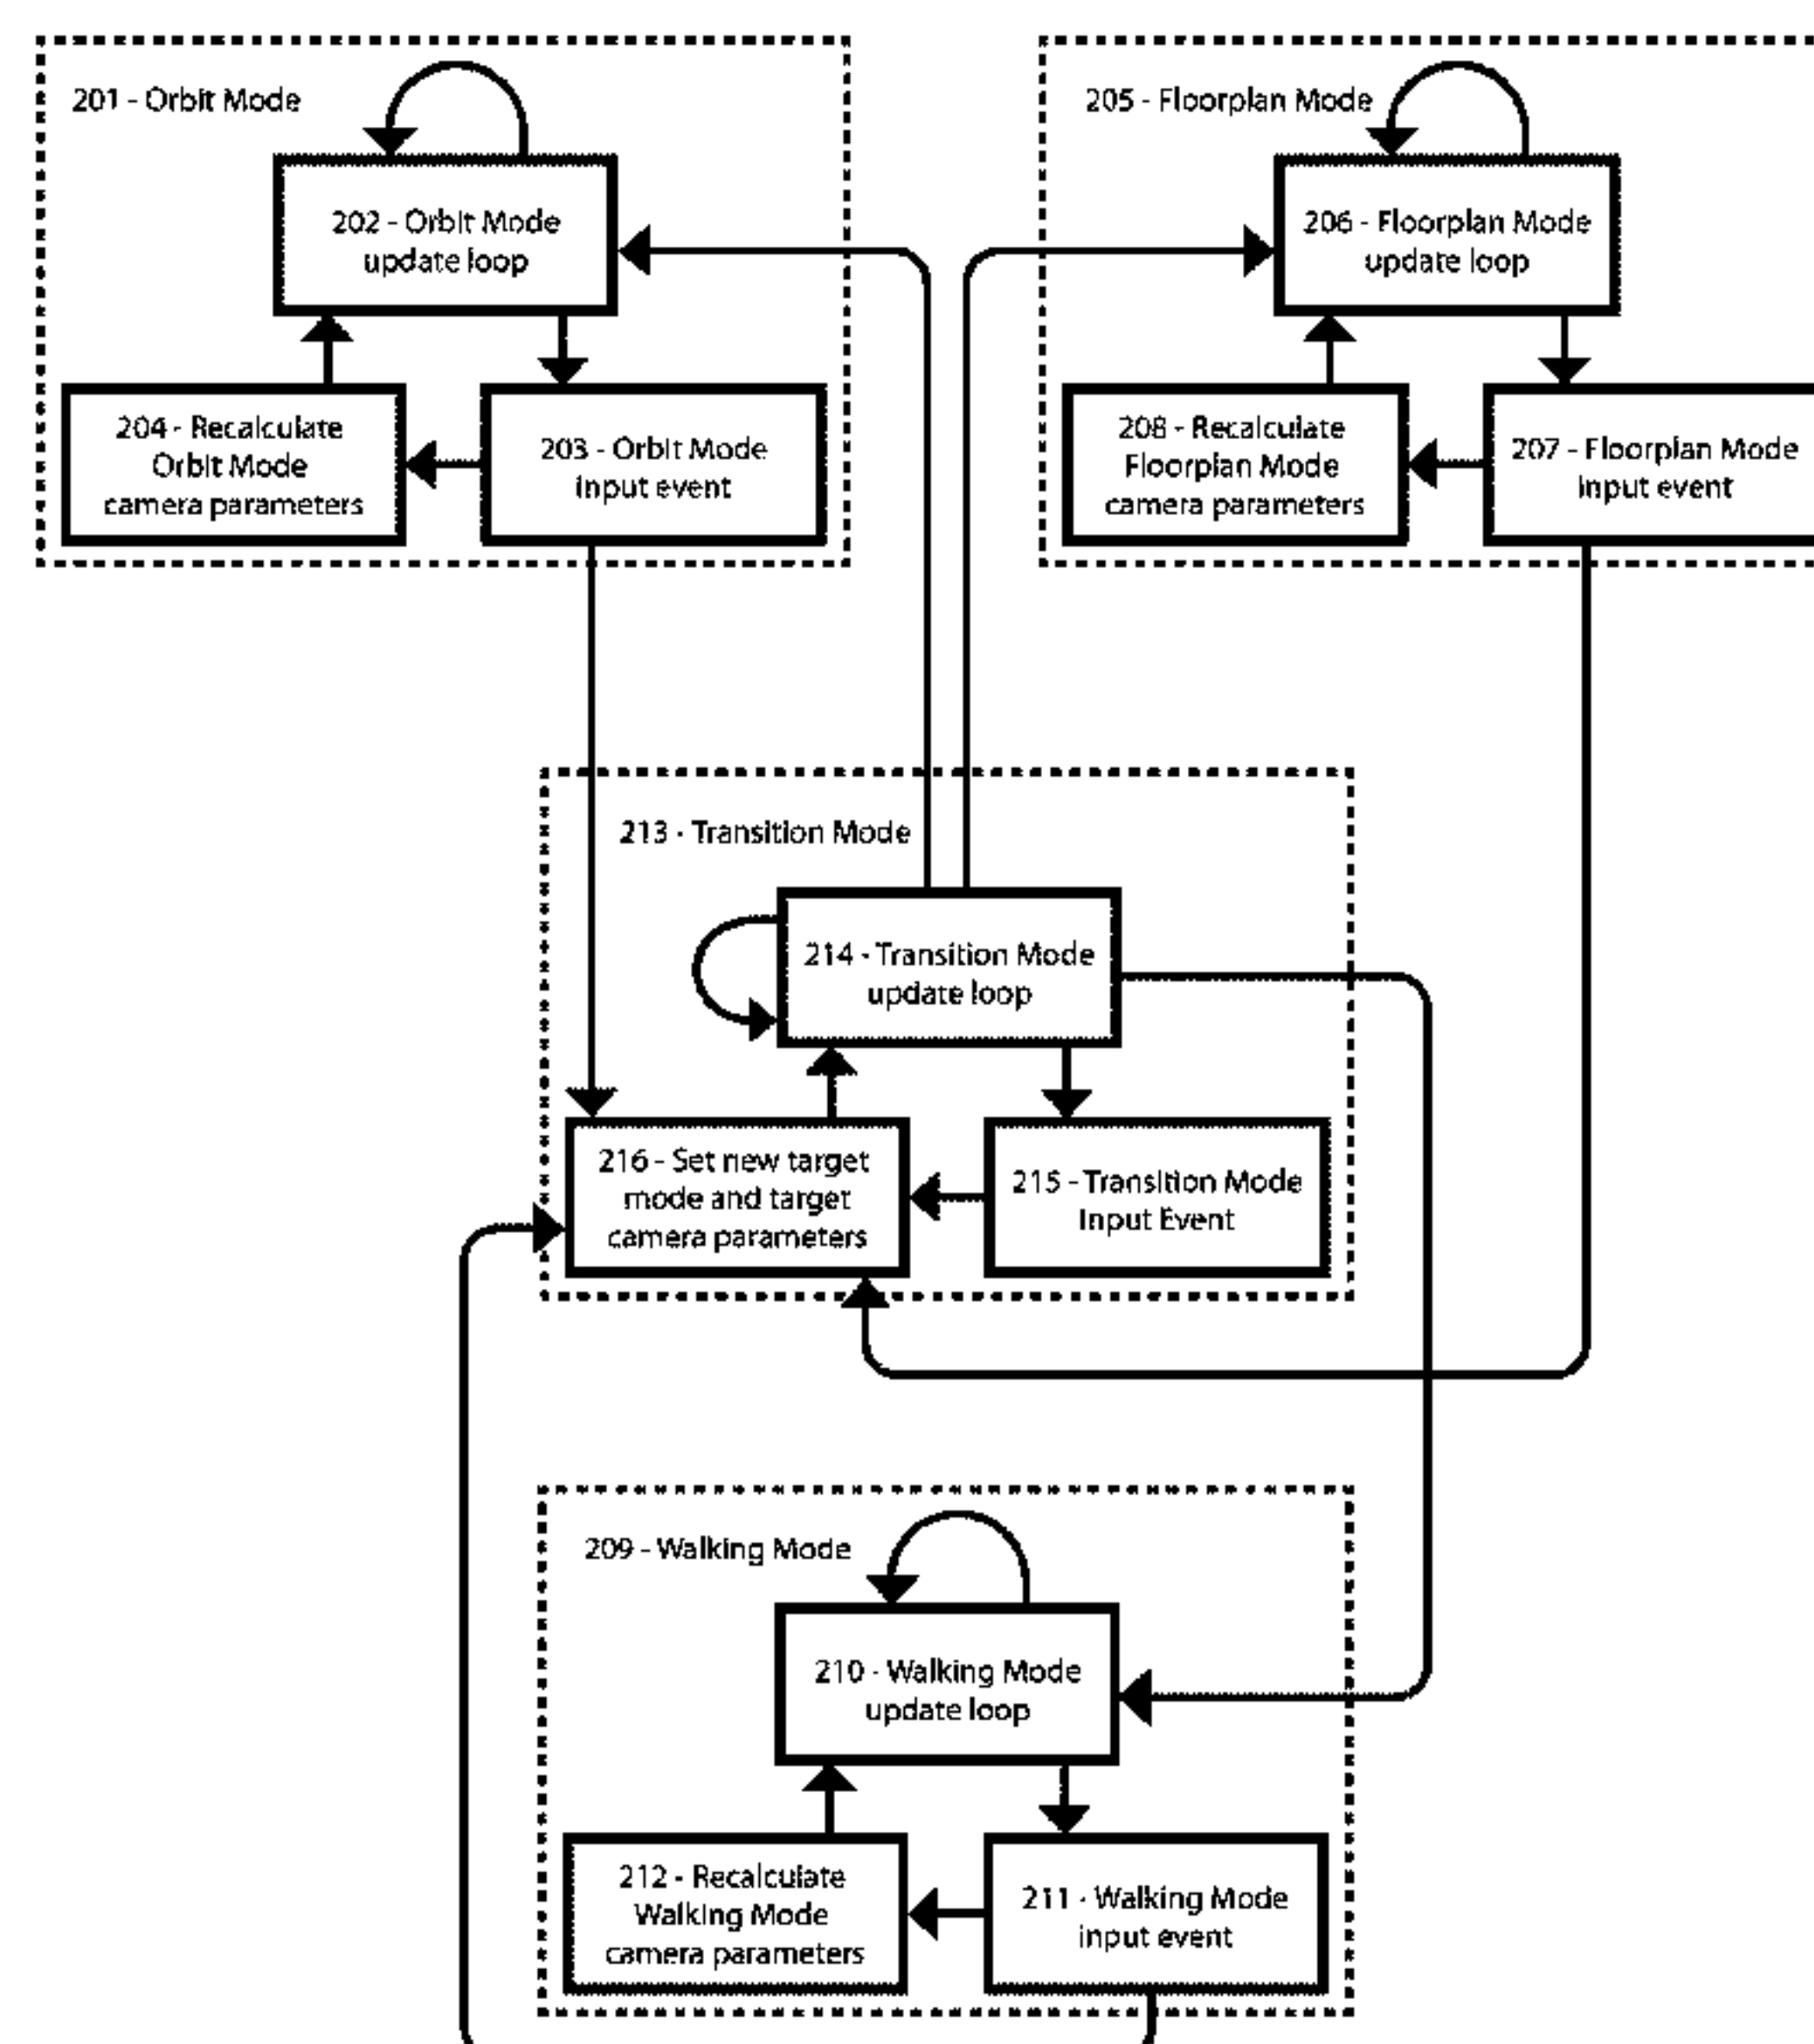 201 - Orbit Mode
202 - Orbit Mode
update loop
204 - Recalculate
Orbit Mode
camera parameters
203 - Orbit Mode
input event
205 - Floorplan Mode
206 - Floorplan Mode
update loop
208 - Recalculate
Floorplan Mode
camera parameters
207 - Floorplan Mode
input event
213 - Transition Mode
214 - Transition Mode
update loop
216 - Set new target
mode and target
camera parameters
215 - Transition Mode
Input Event
209 - Walking Mode
210 - Walking Mode
update loop
212 - Recalculate
Walking Mode
camera parameters
211 - Walking Mode
input event